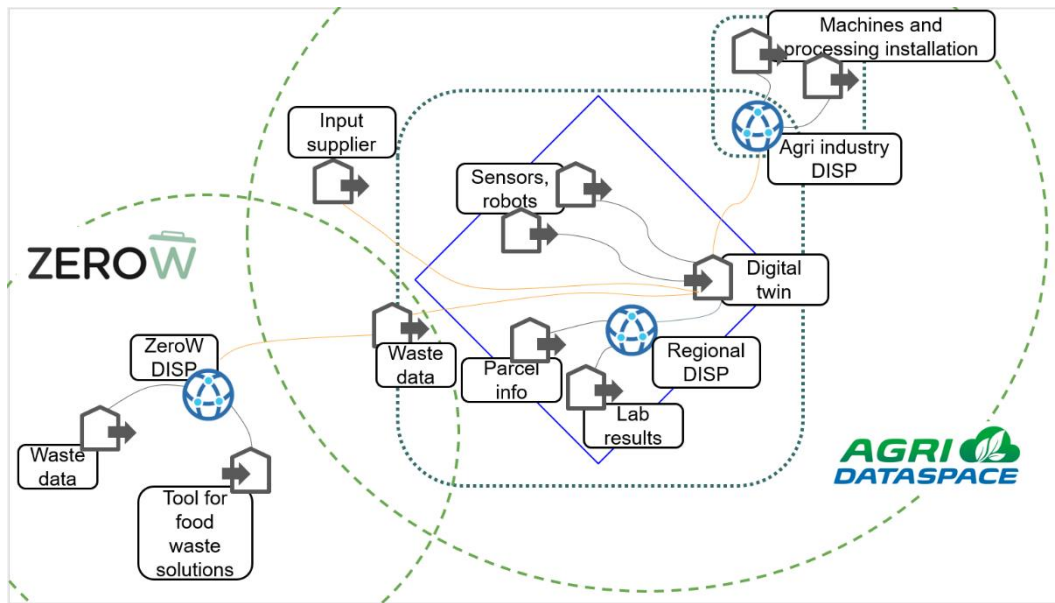 Machines and
processing installation
Agri industry
DISP
Input
supplier
Sensors,
robots
Digital
twin
ZEROW
Waste
data
Regional
DISP
Parcel
info
Lab
results
ZeroW
DISP
Waste
data
Tool for
food
waste
solutions
AGRI
DATASPACE